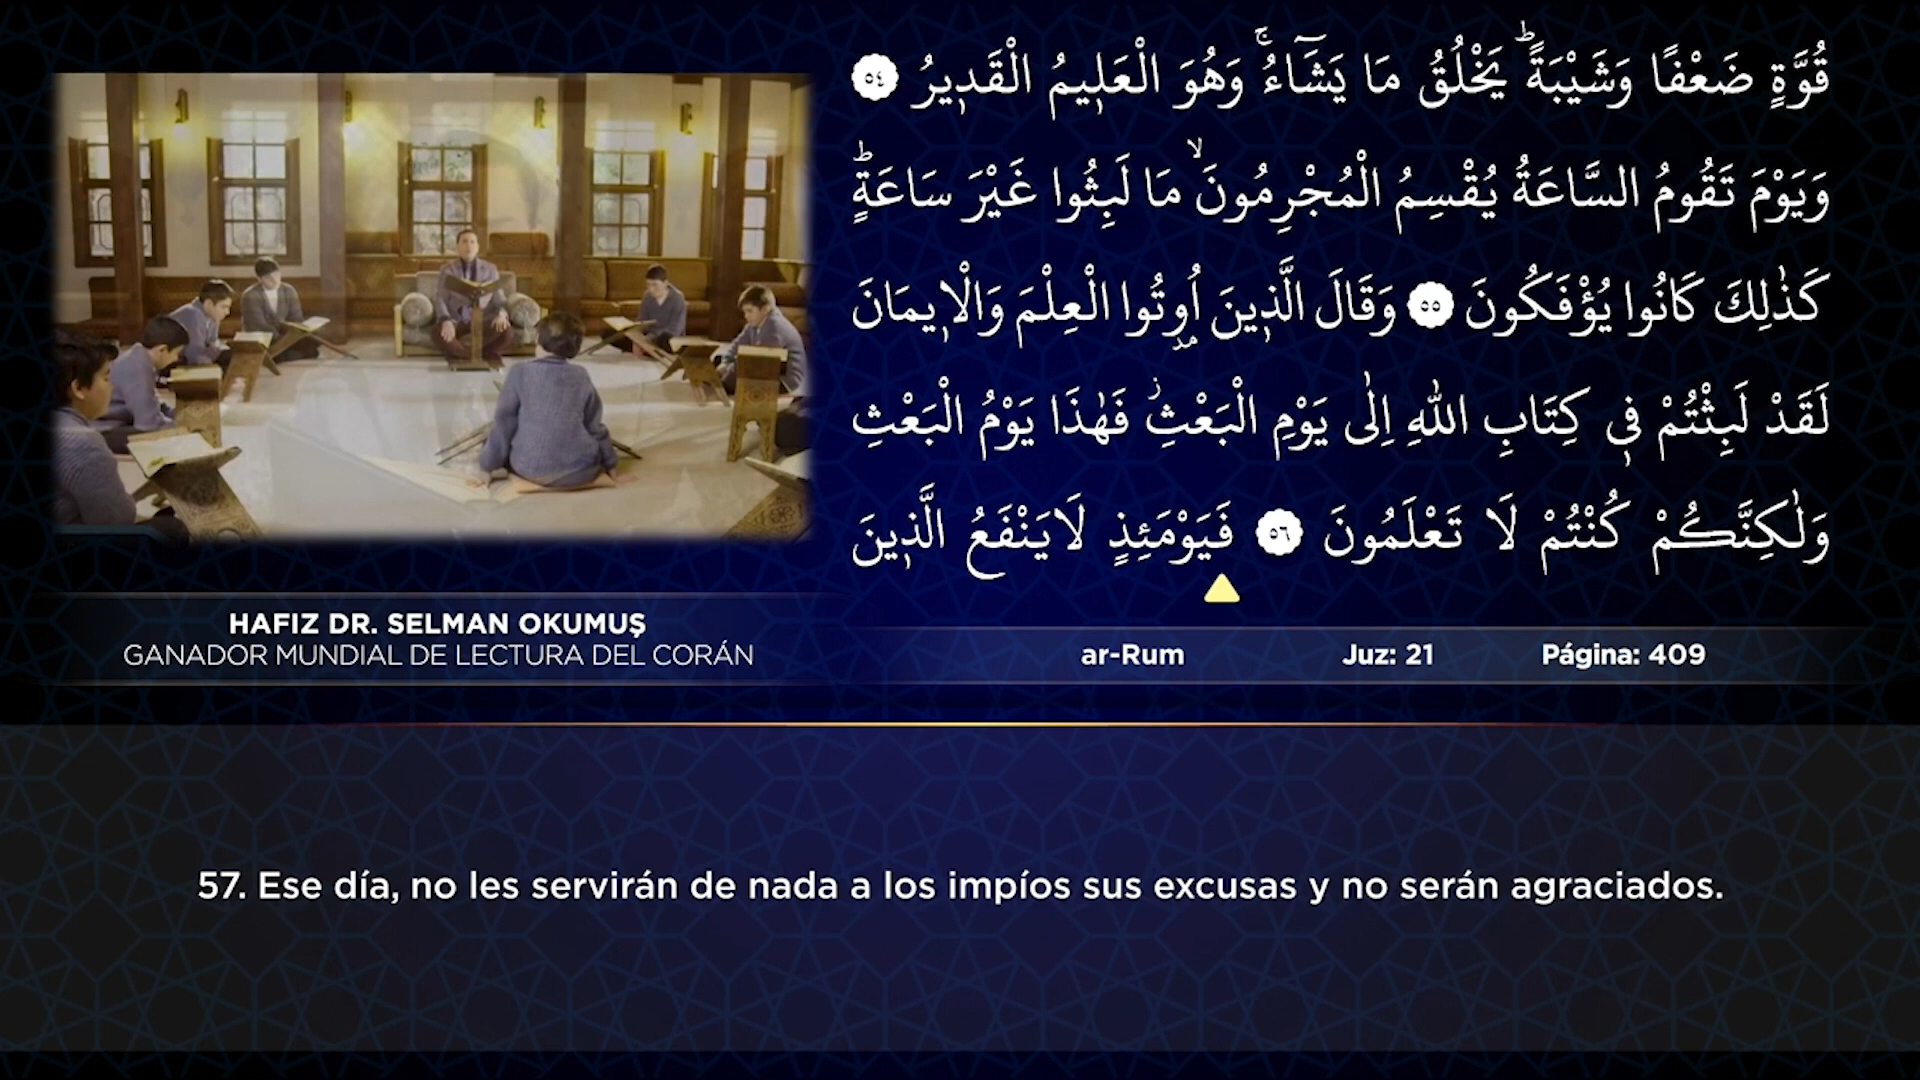 قُوَّةٍ ضَعْفًا وَشَيْبَةًۜ يَخْلُقُ مَا يَشَٓاءُۚ وَهُوَ الْعَل۪يمُ الْقَد۪يرُ ٥٤
وَيَوْمَ تَقُومُ السَّاعَةُ يُقْسِمُ الْمُجْرِمُونَۙ مَا لَبِثُوا غَيْرَ سَاعَةٍۜ
كَذٰلِكَ كَانُوا يُؤْفَكُونَ ٥٥ وَقَالَ الَّذ۪ينَ اُو۫تُوا الْعِلْمَ وَالْا۪يمَانَ
لَقَدْ لَبِثْتُمْ ف۪ي كِتَابِ اللّٰهِ اِلٰى يَوْمِ الْبَعْثِۘ فَهٰذَا يَوْمُ الْبَعْثِ
وَلٰكِنَّكُمْ كُنْتُمْ لَا تَعْلَمُونَ ٥٦ فَيَوْمَئِذٍ لَايَنْفَعُ الَّذ۪ينَ
HAFIZ DR. SELMAN OKUMUŞ
GANADOR MUNDIAL DE LECTURA DEL CORÁN
ar-Rum Juz: 21 Página: 409
57. Ese día, no les servirán de nada a los impíos sus excusas y no serán agraciados.